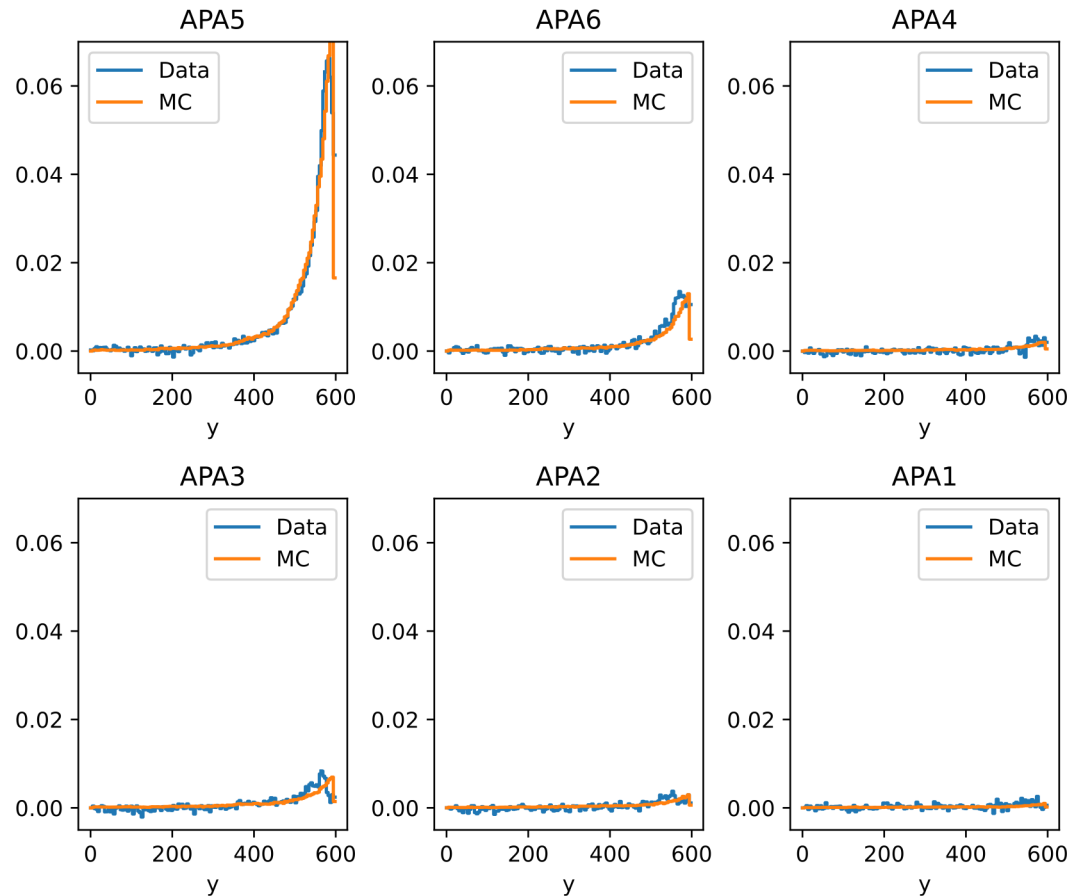 APA5 APA6 APA4
Data Data Data
MC MC MC
0.06 0.06 0.06
0.04 0.04 0.04
0.02 0.02 0.02
0.00 0.00 0.00
0 200 400 600 0 200 400 600 0 200 400 600
y y y
APA3 APA2 APA1
Data Data Data
MC MC MC
0.06 0.06 0.06
0.04 0.04 0.04
0.02 0.02 0.02
0.00 0.00 0.00
0 200 400 600 0 200 400 600 0 200 400 600
y y y